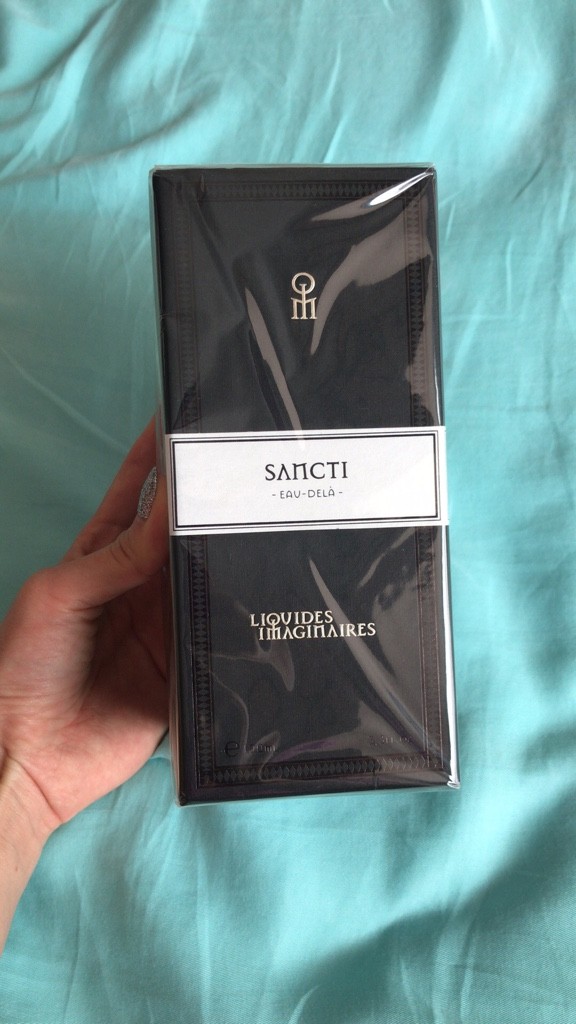 SANCTI
- EAU-DELÀ -
LIQUIDES
IMAGINAIRES